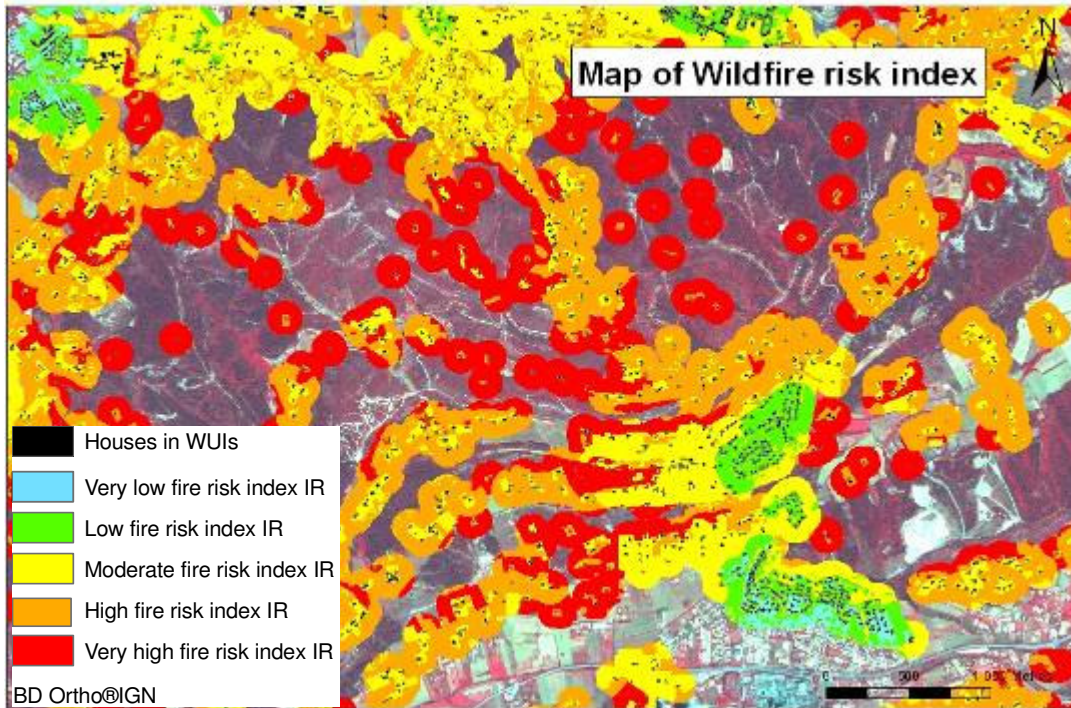 N
Map of Wildfire risk index
Houses in WUIs
Very low fire risk index IR
Low fire risk index IR
Moderate fire risk index IR
High fire risk index IR
Very high fire risk index IR
BD Ortho®IGN
0 500